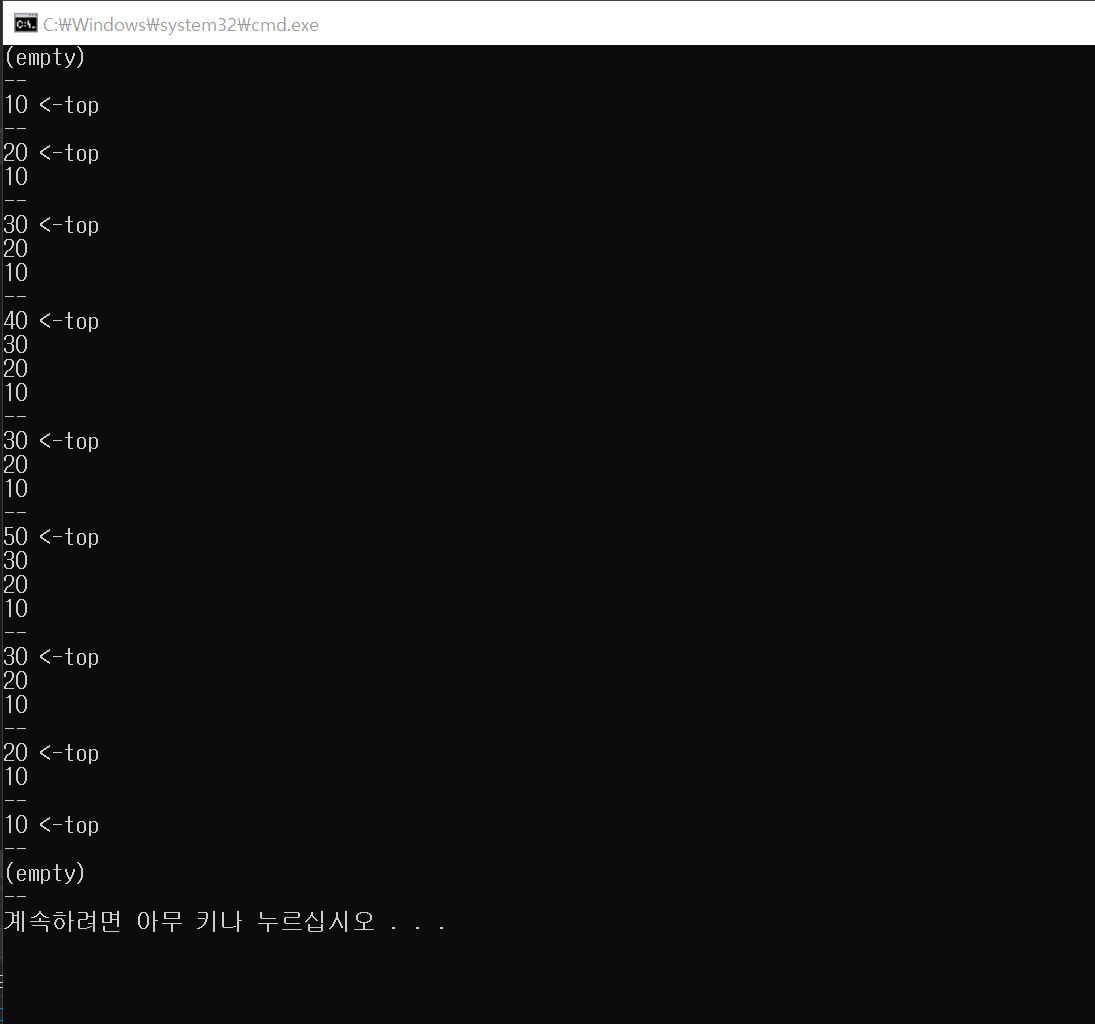 C:₩Windows₩system32₩cmd.exe
(empty)
--
10 <-top
--
20 <-top
10
--
30 <-top
20
10
--
40 <-top
30
20
10
--
30 <-top
20
10
--
50 <-top
30
20
10
--
30 <-top
20
10
--
20 <-top
10
--
10 <-top
--
(empty)
--
계속하려면 아무 키나 누르십시오 . . .